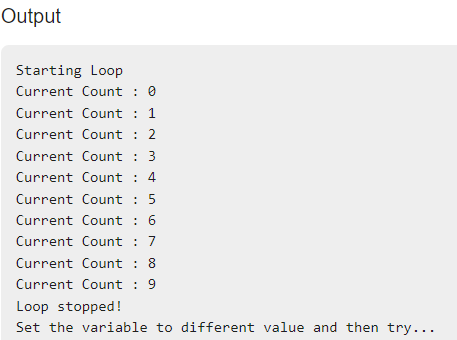 Output
Starting Loop
Current Count : 0
Current Count : 1
Current Count : 2
Current Count : 3
Current Count : 4
Current Count : 5
Current Count : 6
Current Count : 7
Current Count : 8
Current Count : 9
Loop stopped!
Set the variable to different value and then try...